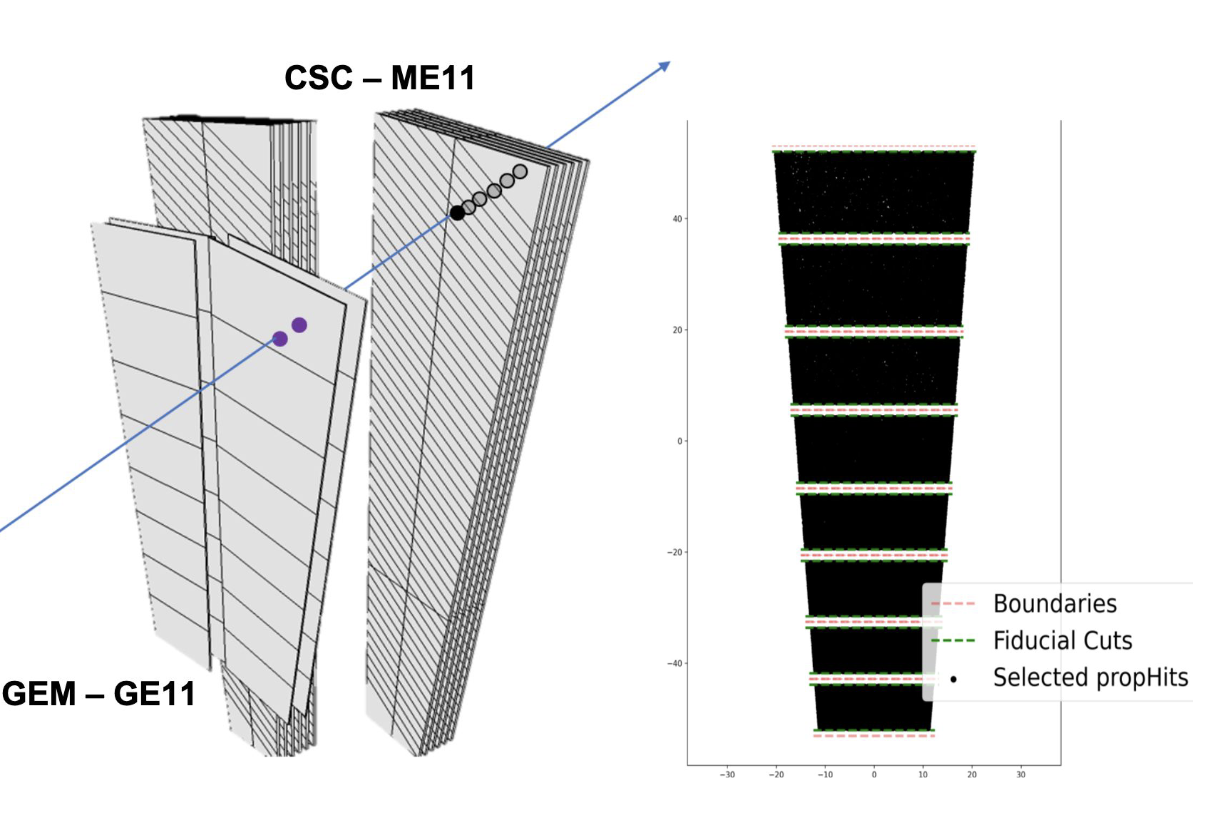 CSC – ME11
GEM – GE11
40
20
0
−20
−40
−30
−20
−10
0
10
20
30
Boundaries
Fiducial Cuts
Selected propHits